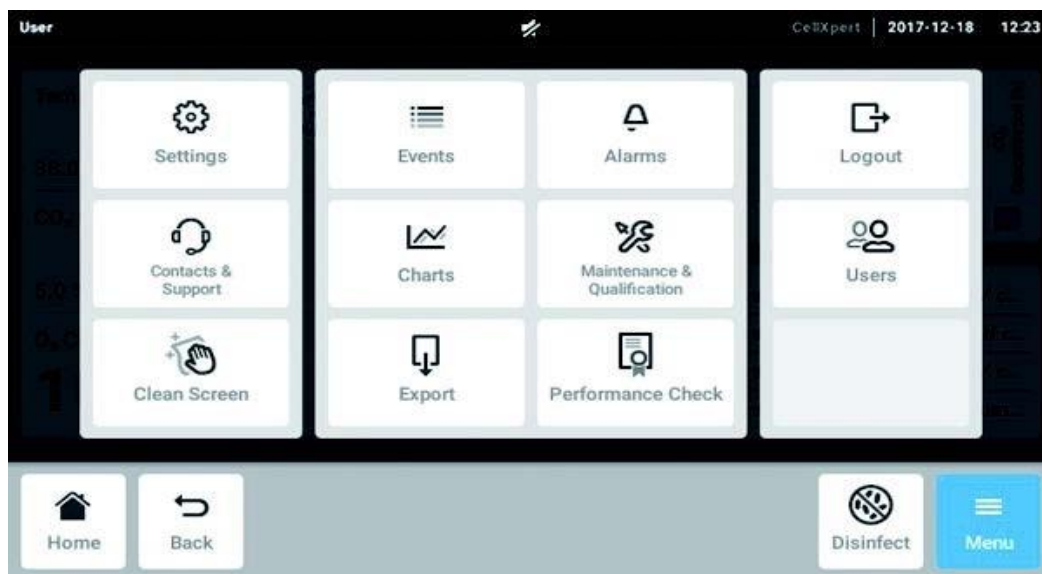 User
CellXpert | 2017-12-18 12:23
Settings
Events
Alarms
Logout
Contacts &
Support
Charts
Maintenance &
Qualification
Users
Clean Screen
Export
Performance Check
Home
Back
Disinfect
Menu